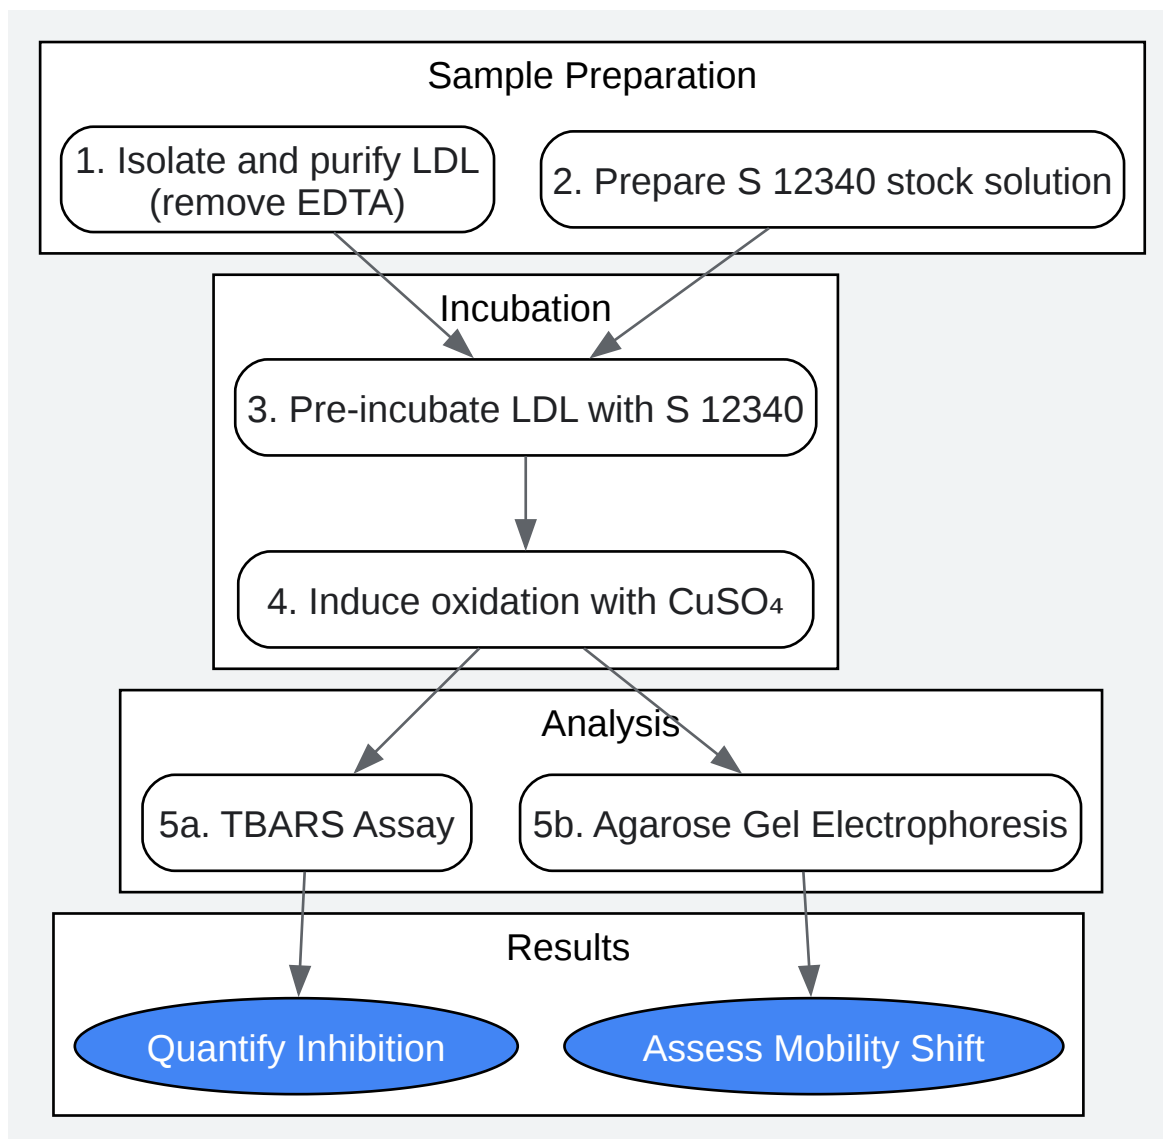 Sample Preparation
1. Isolate and purify LDL
(remove EDTA)
2. Prepare S 12340 stock solution
Incubation
3. Pre-incubate LDL with S 12340
4. Induce oxidation with CuSO₄
Analysis
5a. TBARS Assay
5b. Agarose Gel Electrophoresis
Results
Quantify Inhibition
Assess Mobility Shift